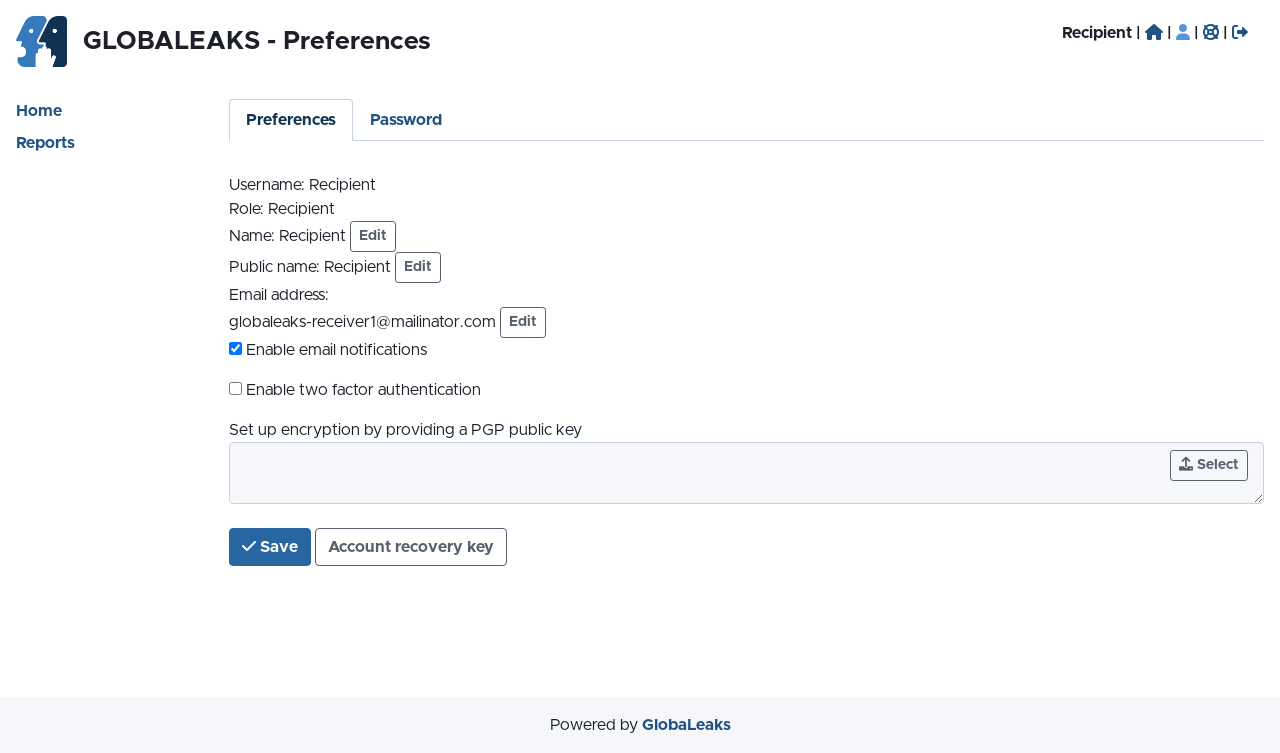 GLOBALEAKS - Preferences
Recipient | | | |
Home
Reports
Preferences
Password
Username: Recipient
Role: Recipient
Name: Recipient Edit
Public name: Recipient Edit
Email address:
globaleaks-receiver1@mailinator.com Edit
Enable email notifications
Enable two factor authentication
Set up encryption by providing a PGP public key
Select
Save
Account recovery key
Powered by GlobaLeaks